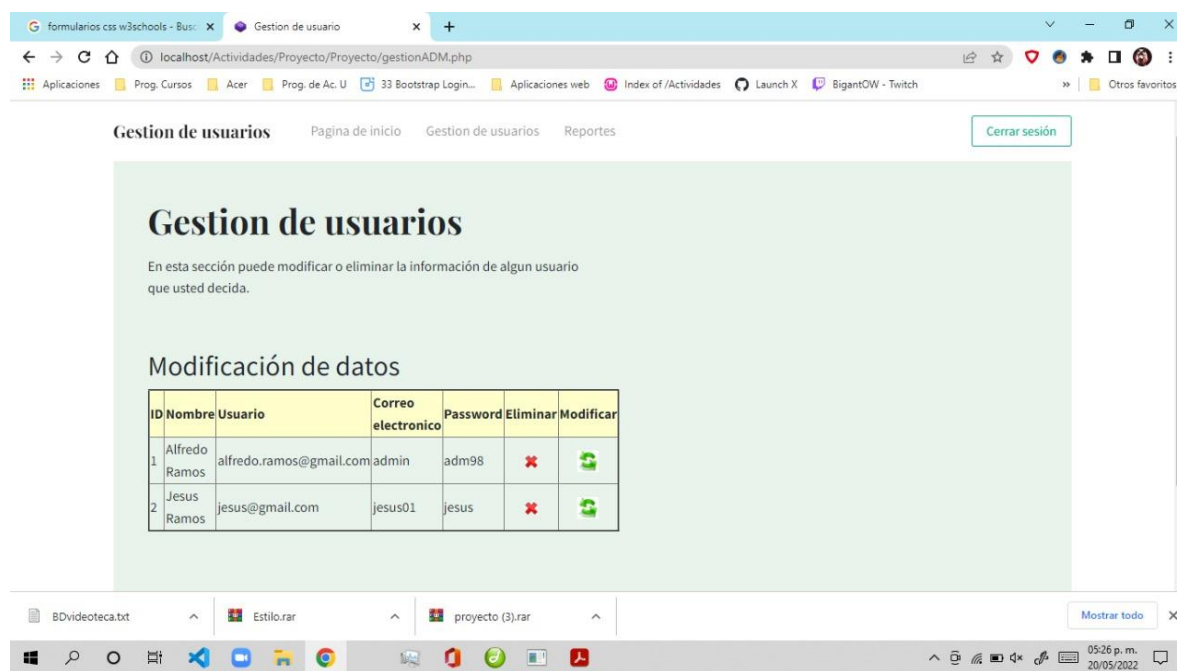 formularios css w3schools - Busc
Gestion de usuario
localhost/Actividades/Proyecto/Proyecto/gestionADM.php
Aplicaciones
Prog. Cursos
Acer
Prog. de Ac. U
33 Bootstrap Login...
Aplicaciones web
Index of /Actividades
Launch X
BigantOW - Twitch
»
Otros favoritos
Gestion de usuarios
Pagina de inicio
Gestion de usuarios
Reportes
Cerrar sesión
Gestion de usuarios
En esta sección puede modificar o eliminar la información de algun usuario
que usted decida.
Modificación de datos
ID Nombre Usuario Correo electronico Password Eliminar Modificar
1 Alfredo Ramos alfredo.ramos@gmail.com admin adm98
2 Jesus Ramos jesus@gmail.com jesus01 jesus
BDvideoteca.txt
Estilo.rar
proyecto (3).rar
Mostrar todo
05:26 p. m.
20/05/2022